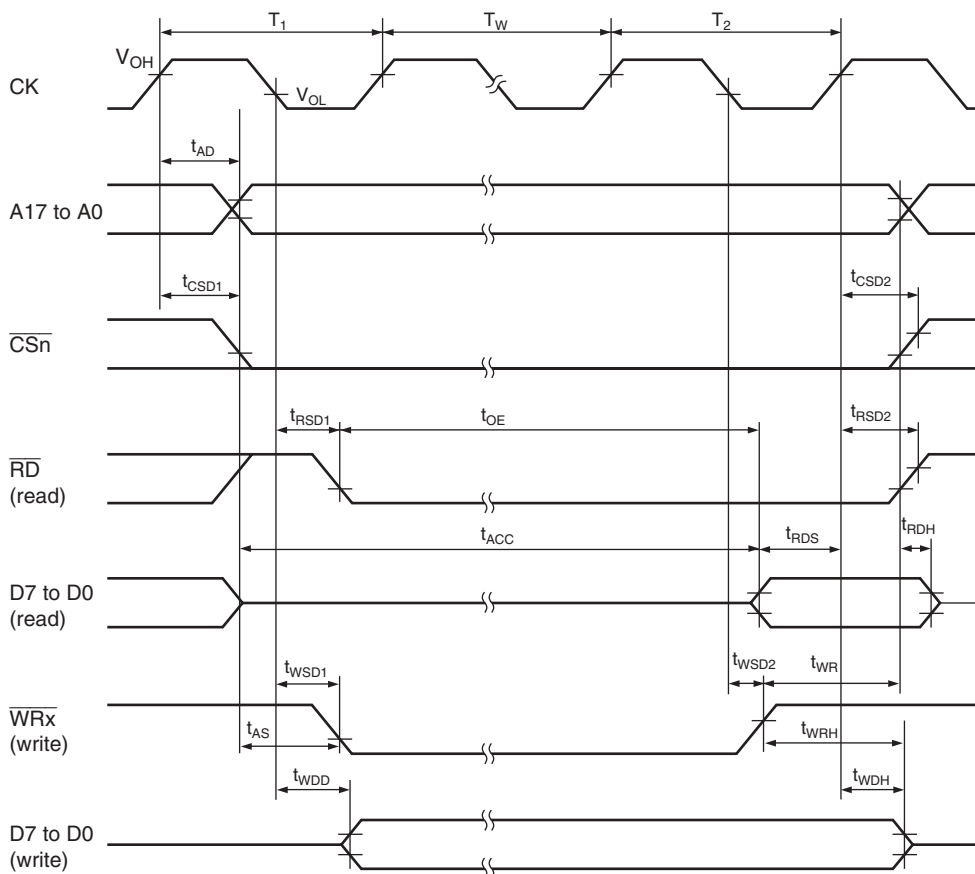 T1 TW T2
VOH
CK
VOL
tAD
A17 to A0
tCSD1 tCSD2
CSn
tRSD1 tOE tRSD2
RD
(read)
tACC tRDS tRDH
D7 to D0
(read)
tWSD1 tWSD2 tWR
WRx
(write)
tAS tWRH
tWDD tWDH
D7 to D0
(write)